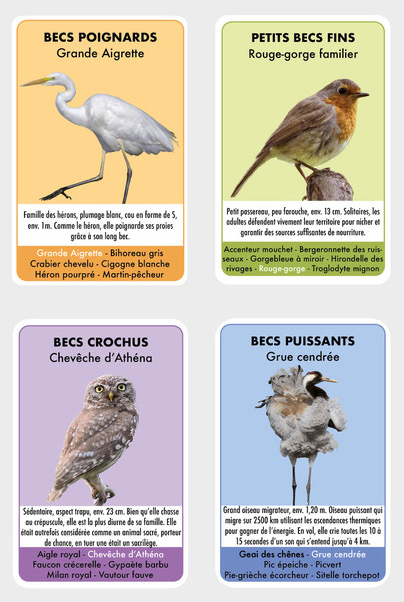 BECS POIGNARDS
Grande Aigrette
Famille des hérons, plumage blanc, cou en forme de S,
env. 1m. Comme le héron, elle poignarde ses proies
grâce à son long bec.
Grande Aigrette - Bihoreau gris
Crabier chevelu - Cigogne blanche
Héron pourpré - Martin-pêcheur
PETITS BECS FINS
Rouge-gorge familier
Petit passereau, peu farouche, env. 13 cm. Solitaires, les
adultes défendent vivement leur territoire pour nicher et
garantir des sources suffisantes de nourriture.
Accenteur mouchet - Bergeronnette des ruis-
seaux - Gorgebleue à miroir - Hirondelle des
rivages - Rouge-gorge - Troglodyte mignon
BECS CROCHUS
Chevêche d'Athéna
Sédentaire, aspect trapu, env. 23 cm. Bien qu'elle chasse
au crépuscule, elle est la plus diurne de sa famille. Elle
était autrefois considérée comme un animal sacré, porteur
de chance, en tuer une était un sacrilège.
Aigle royal - Chevêche d'Athéna
Faucon crécerelle - Gypaète barbu
Milan royal - Vautour fauve
BECS PUISSANTS
Grue cendrée
Grand oiseau migrateur, env. 1,20 m. Oiseau puissant qui
migre sur 2500 km utilisant les ascendances thermiques
pour gagner de l'énergie. En vol, elle crie toutes les 10 à
15 secondes d'un son qui s'entend jusqu'à 4 km.
Geai des chênes - Grue cendrée
Pic épeiche - Picvert
Pie-grièche écorcheur - Sitelle torchepot